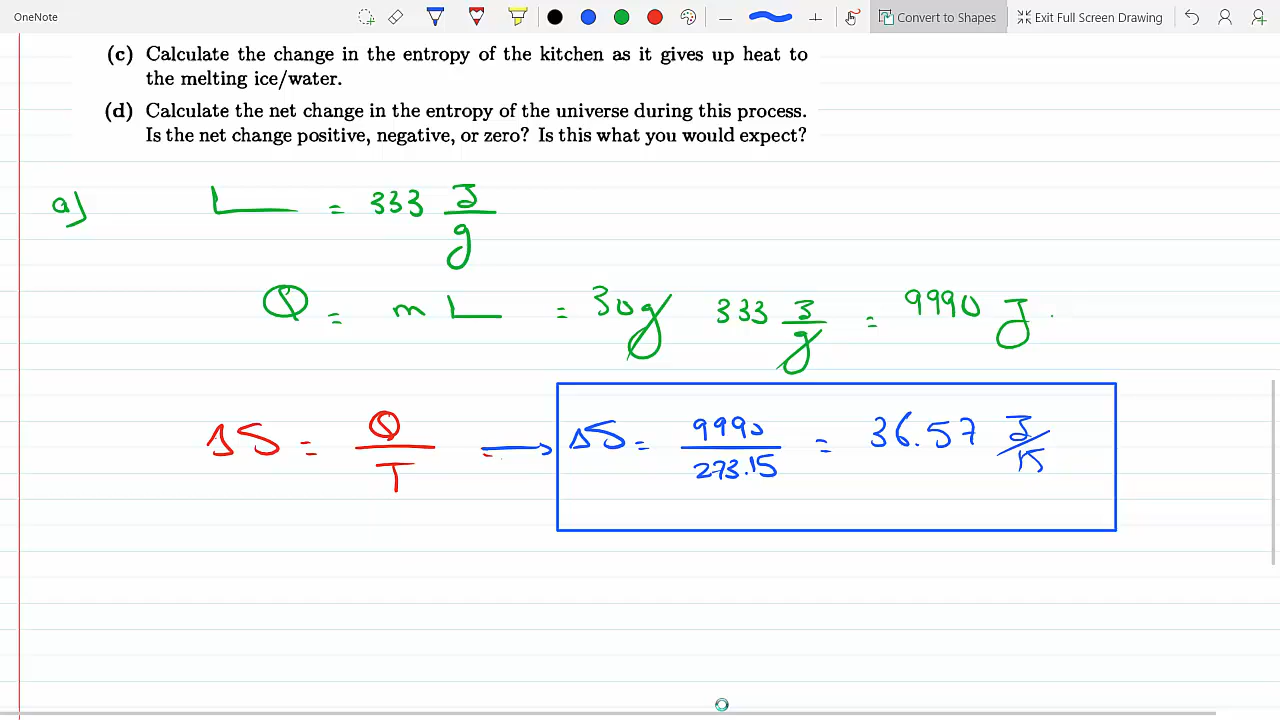 OneNote
Convert to Shapes
Exit Full Screen Drawing
(c) Calculate the change in the entropy of the kitchen as it gives up heat to
the melting ice/water.
(d) Calculate the net change in the entropy of the universe during this process.
Is the net change positive, negative, or zero? Is this what you would expect?
a) L = 333 J/g
Q = m L = 30g 333 J/g = 9990 J.
ΔS = Q/T = → ΔS = 9990/273.15 = 36.57 J/K